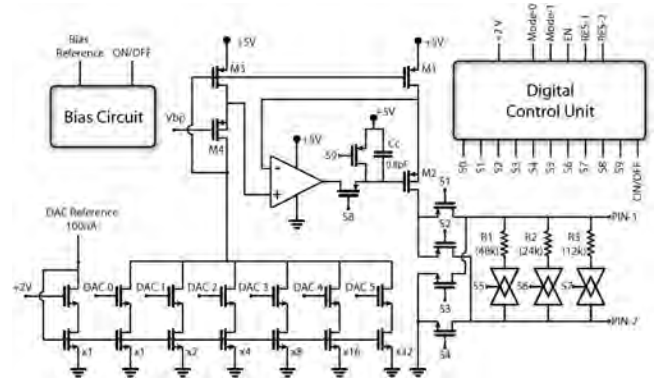 Bias
Reference
ON/OFF
Bias Circuit
+5V
M3
Vbp
M4
+5V
M1
+5V
+5V
S9
Cc
0.8pF
S8
M2
+2 V
Mode-0
Mode-1
EN
RES-1
RES-2
Digital
Control Unit
S0
S1
S2
S3
S4
S5
S6
S7
S8
S9
ON/OFF
S1
S2
S3
S4
PIN-1
R1
(48k)
R2
(24k)
R3
(12k)
S5
S6
S7
PIN-2
DAC Reference
100nA
+2V
DAC 0
DAC 1
DAC 2
DAC 3
DAC 4
DAC 5
x1
x1
x2
x4
x8
x16
x32